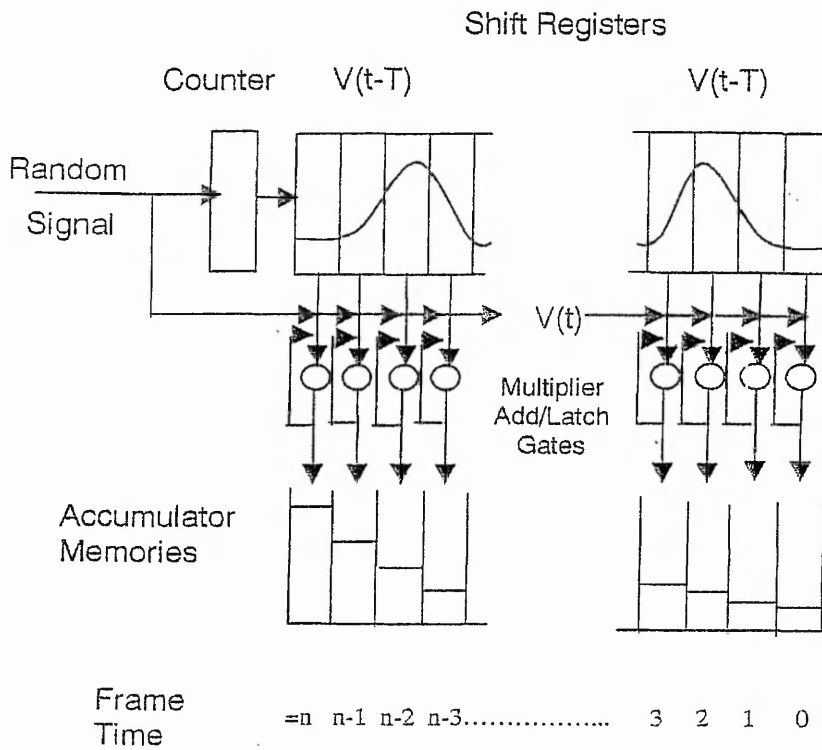 Shift Registers
Counter
V(t-T)
V(t-T)
Random
Signal
V(t)
Multiplier
Add/Latch
Gates
Accumulator
Memories
Frame
Time
=n n-1 n-2 n-3.................. 3 2 1 0